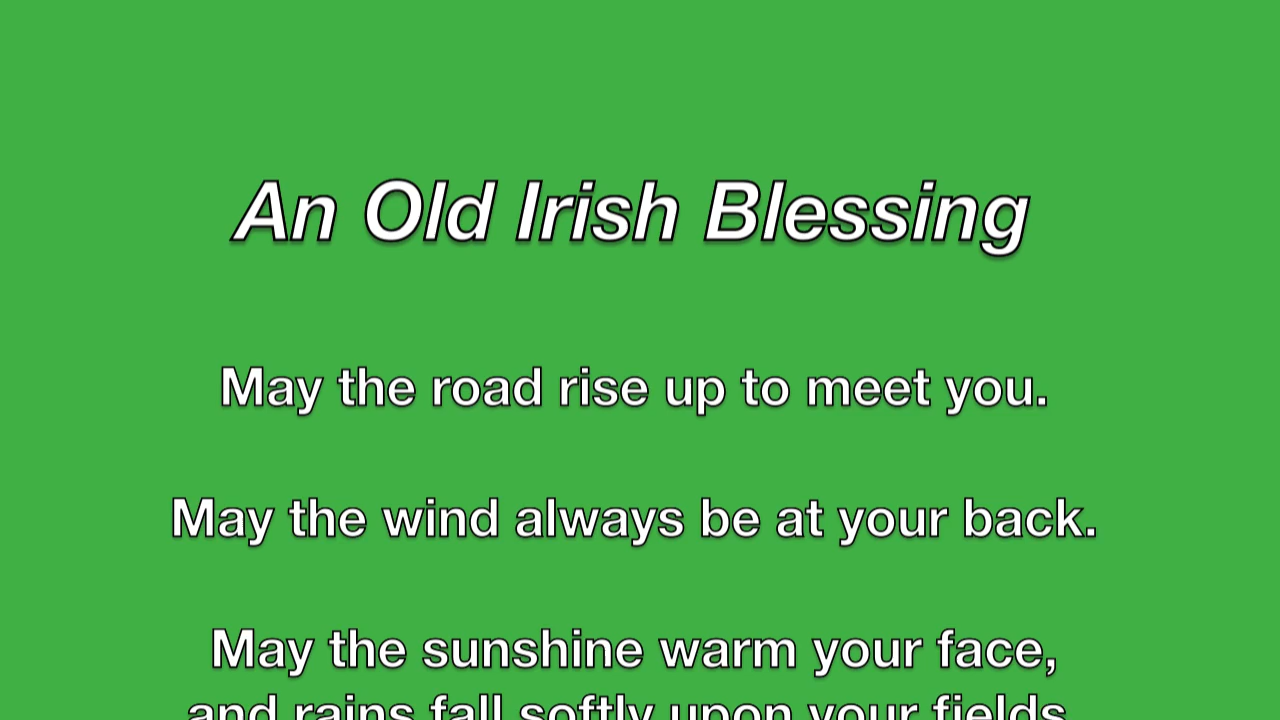 An Old Irish Blessing
May the road rise up to meet you.
May the wind always be at your back.
May the sunshine warm your face,
and rains fall softly upon your fields